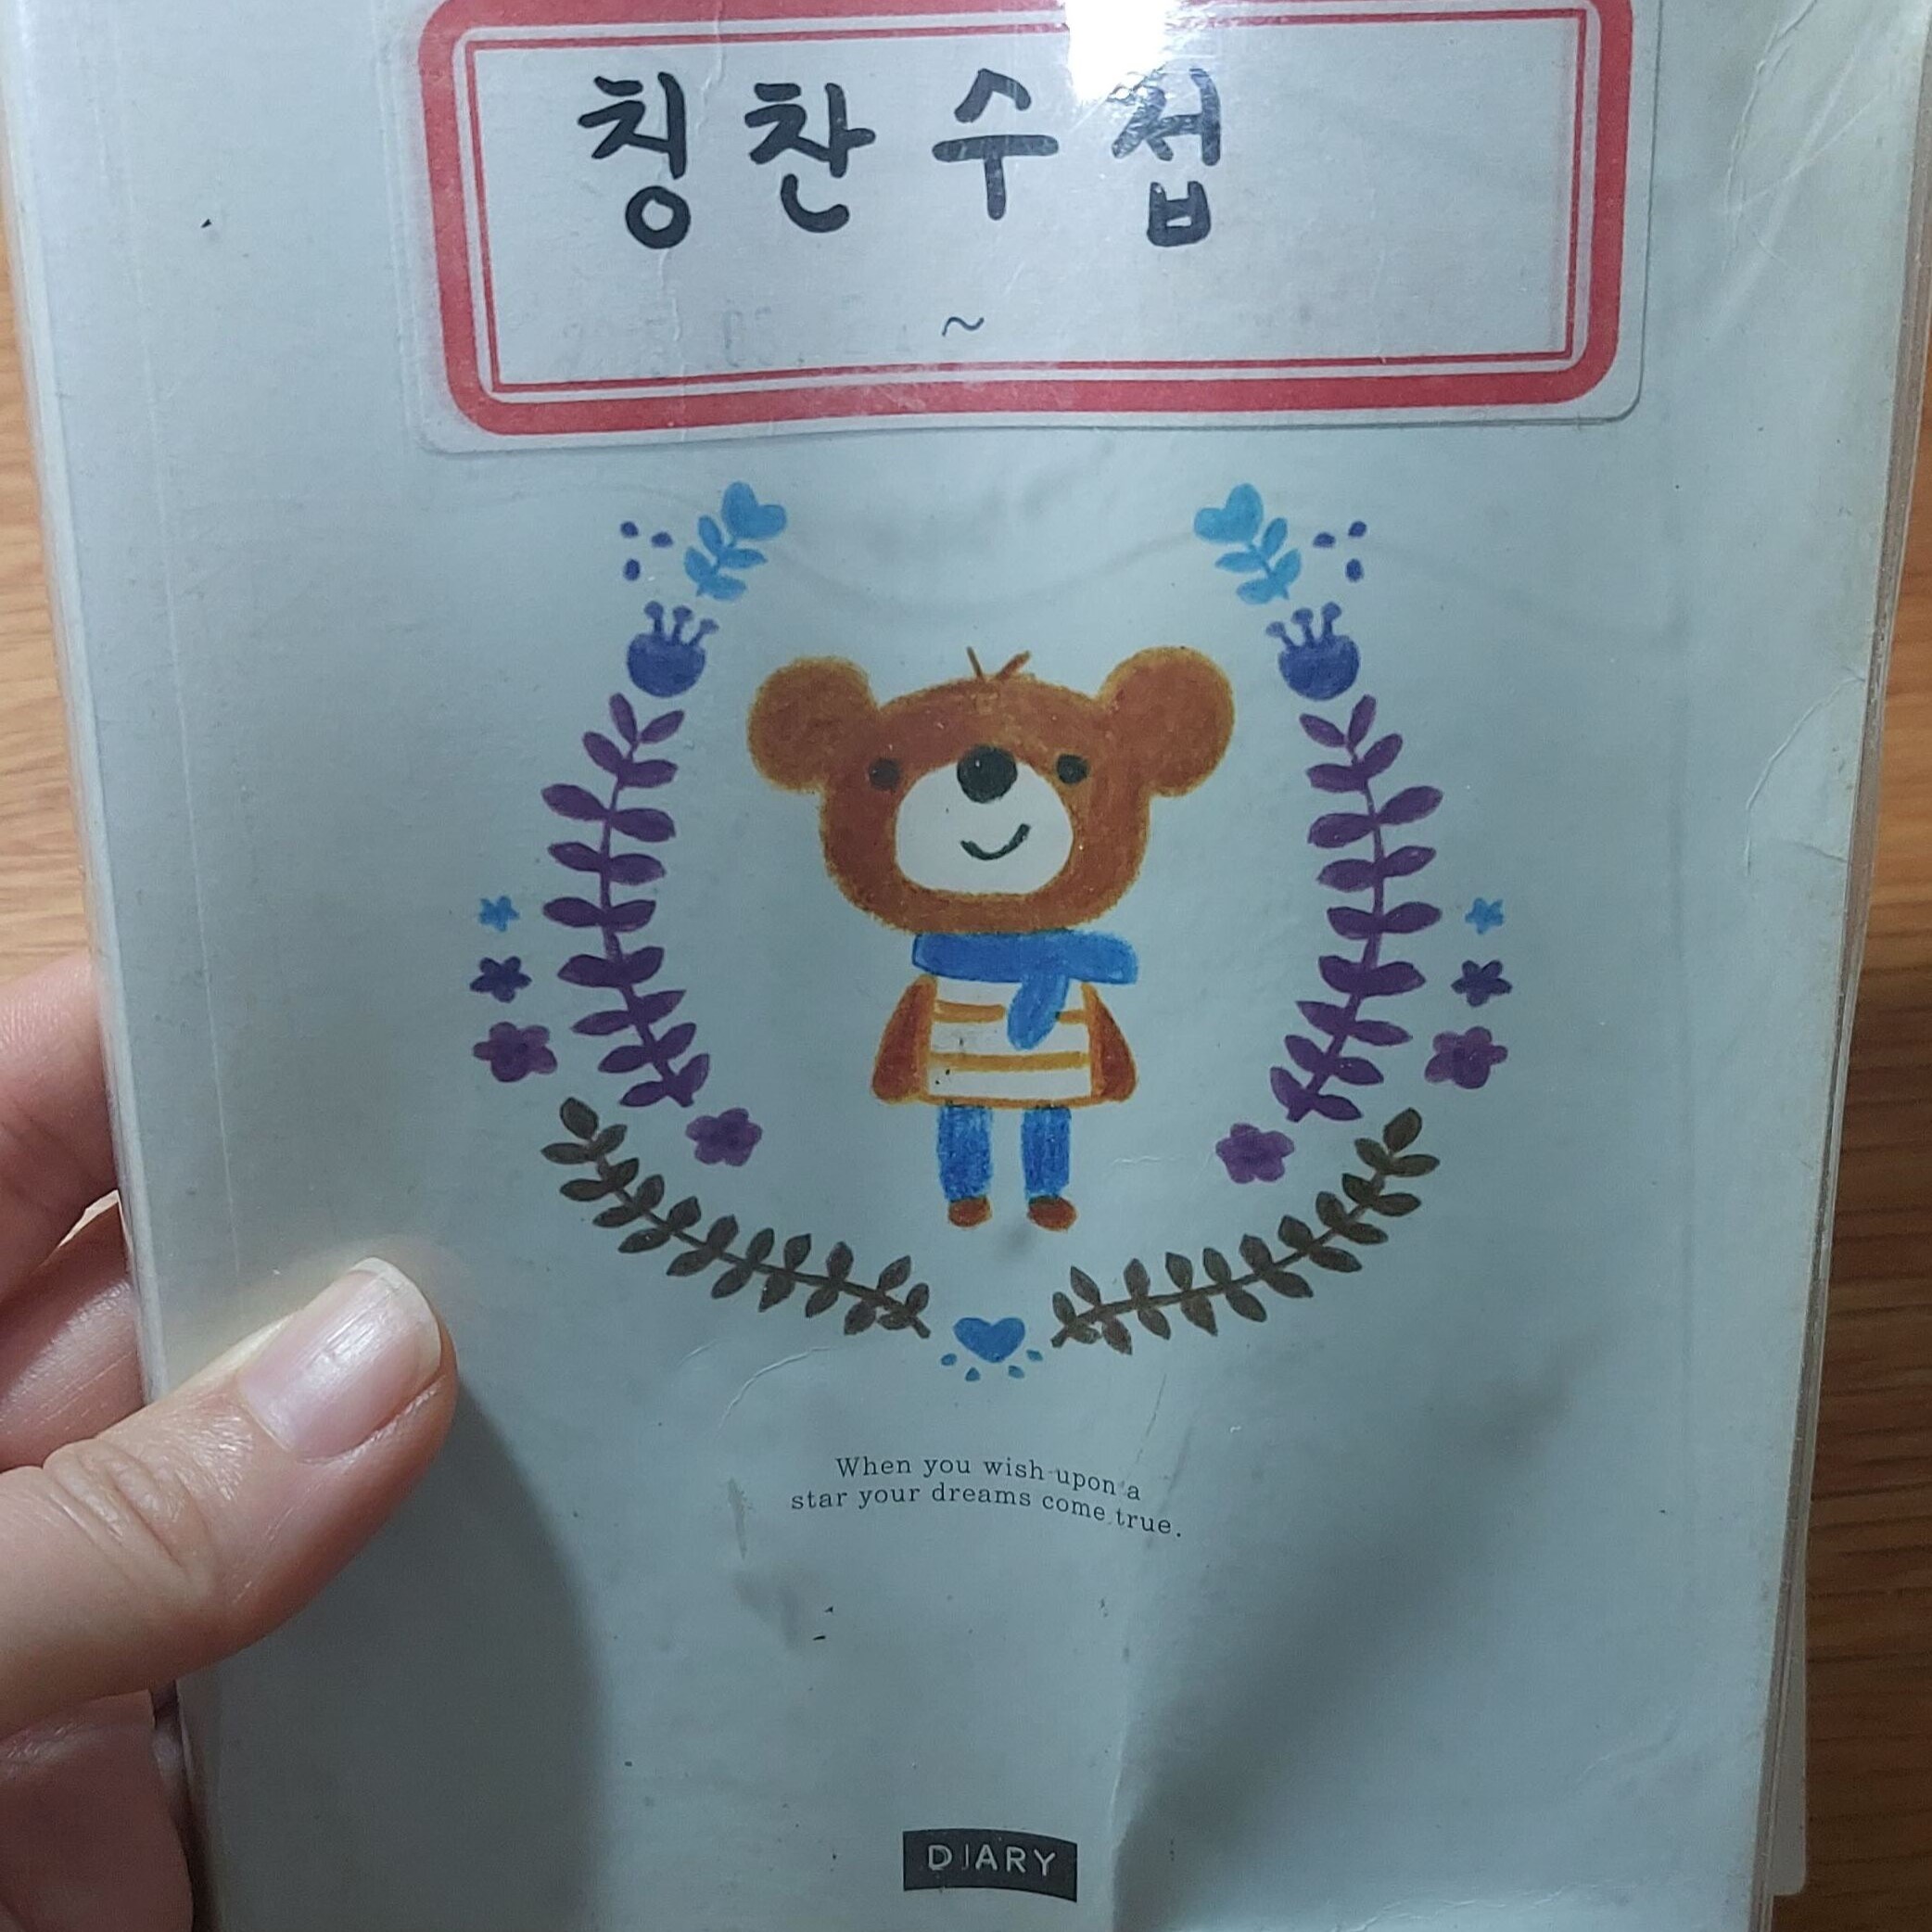 칭찬수첩
~
When you wish upon a
star your dreams come true.
DIARY